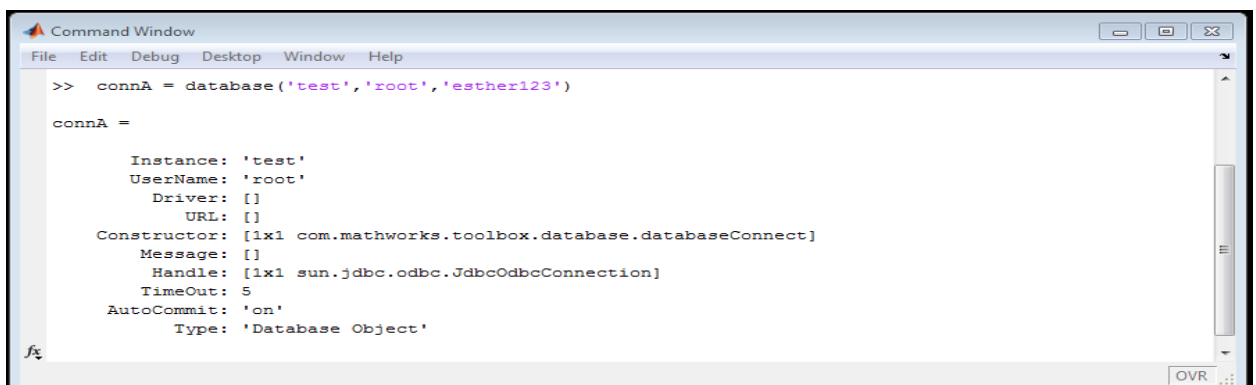 Command Window
File Edit Debug Desktop Window Help
>> connA = database('test','root','esther123')
connA =
Instance: 'test'
UserName: 'root'
Driver: []
URL: []
Constructor: [1x1 com.mathworks.toolbox.database.databaseConnect]
Message: []
Handle: [1x1 sun.jdbc.odbc.JdbcOdbcConnection]
TimeOut: 5
AutoCommit: 'on'
Type: 'Database Object'
fx
OVR